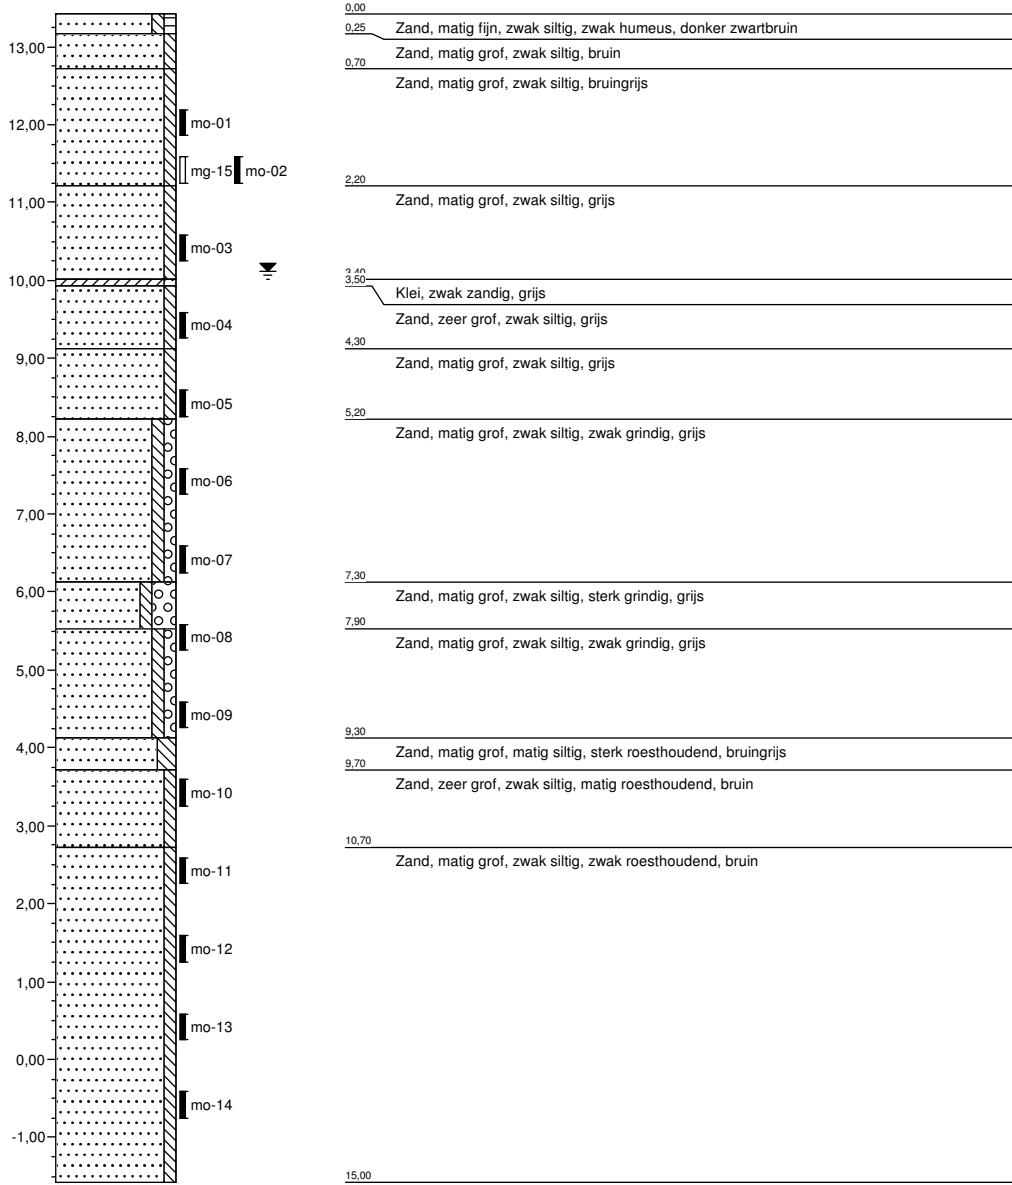 0,00
0,25 Zand, matig fijn, zwak siltig, zwak humeus, donker zwartbruin
13,00 Zand, matig grof, zwak siltig, bruin
0,70
Zand, matig grof, zwak siltig, bruingrijs
12,00 mo-01
mg-15 mo-02
2,20
11,00 Zand, matig grof, zwak siltig, grijs
mo-03
3,40
10,00 3,50
Klei, zwak zandig, grijs
mo-04 Zand, zeer grof, zwak siltig, grijs
4,30
9,00 Zand, matig grof, zwak siltig, grijs
mo-05
5,20
8,00 Zand, matig grof, zwak siltig, zwak grindig, grijs
mo-06
7,00
mo-07
7,30
6,00 Zand, matig grof, zwak siltig, sterk grindig, grijs
7,90
mo-08 Zand, matig grof, zwak siltig, zwak grindig, grijs
5,00
mo-09
9,30
4,00 Zand, matig grof, matig siltig, sterk roesthoudend, bruingrijs
9,70
mo-10 Zand, zeer grof, zwak siltig, matig roesthoudend, bruin
3,00
10,70
mo-11 Zand, matig grof, zwak siltig, zwak roesthoudend, bruin
2,00
mo-12
1,00
mo-13
0,00
mo-14
-1,00
15,00